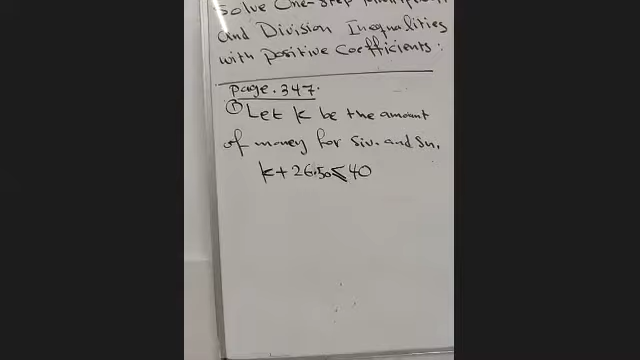 Solve One-Step Multiplication
and Division Inequalities
with positive Coefficients:
page. 347.
① Let k be the amount
of money for Siv. and Sn.
k + 26.50 ≤ 40